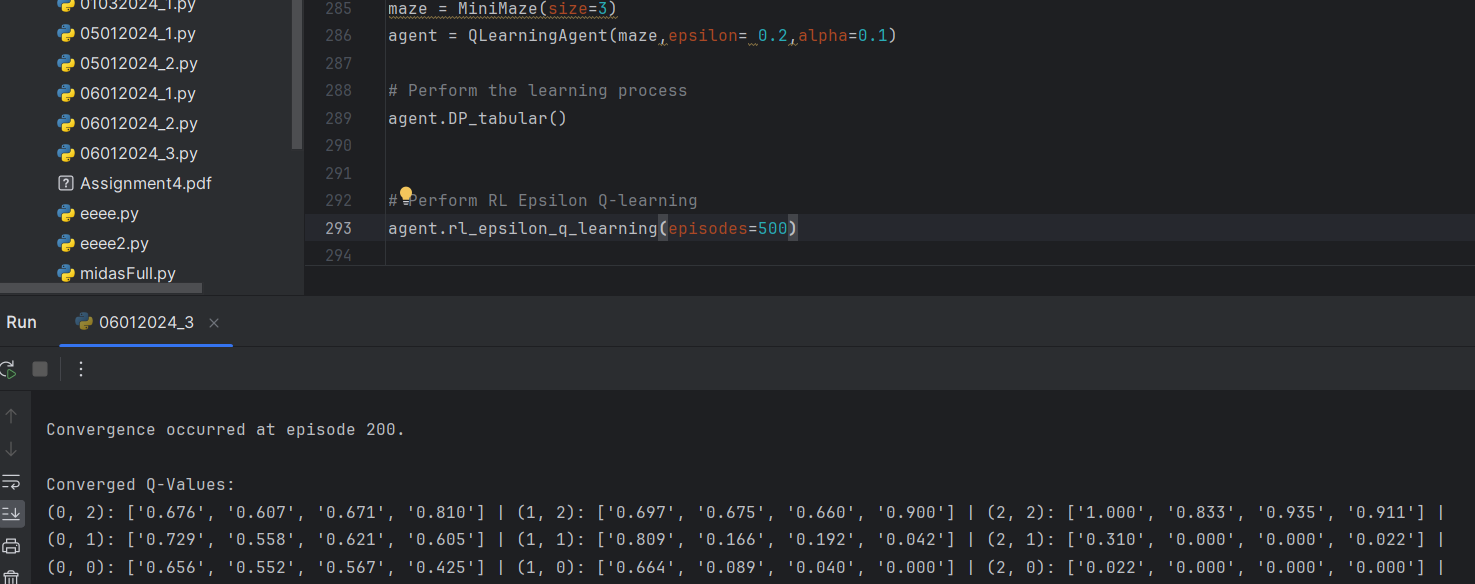 01032024_1.py
05012024_1.py
05012024_2.py
06012024_1.py
06012024_2.py
06012024_3.py
Assignment4.pdf
eeee.py
eeee2.py
midasFull.py
285 maze = MiniMaze(size=3)
286 agent = QLearningAgent(maze,epsilon= 0.2,alpha=0.1)
287
288 # Perform the learning process
289 agent.DP_tabular()
290
291
292 # Perform RL Epsilon Q-learning
293 agent.rl_epsilon_q_learning(episodes=500)
294
Run 06012024_3
Convergence occurred at episode 200.
Converged Q-Values:
(0, 2): ['0.676', '0.607', '0.671', '0.810'] | (1, 2): ['0.697', '0.675', '0.660', '0.900'] | (2, 2): ['1.000', '0.833', '0.935', '0.911'] |
(0, 1): ['0.729', '0.558', '0.621', '0.605'] | (1, 1): ['0.809', '0.166', '0.192', '0.042'] | (2, 1): ['0.310', '0.000', '0.000', '0.022'] |
(0, 0): ['0.656', '0.552', '0.567', '0.425'] | (1, 0): ['0.664', '0.089', '0.040', '0.000'] | (2, 0): ['0.022', '0.000', '0.000', '0.000'] |